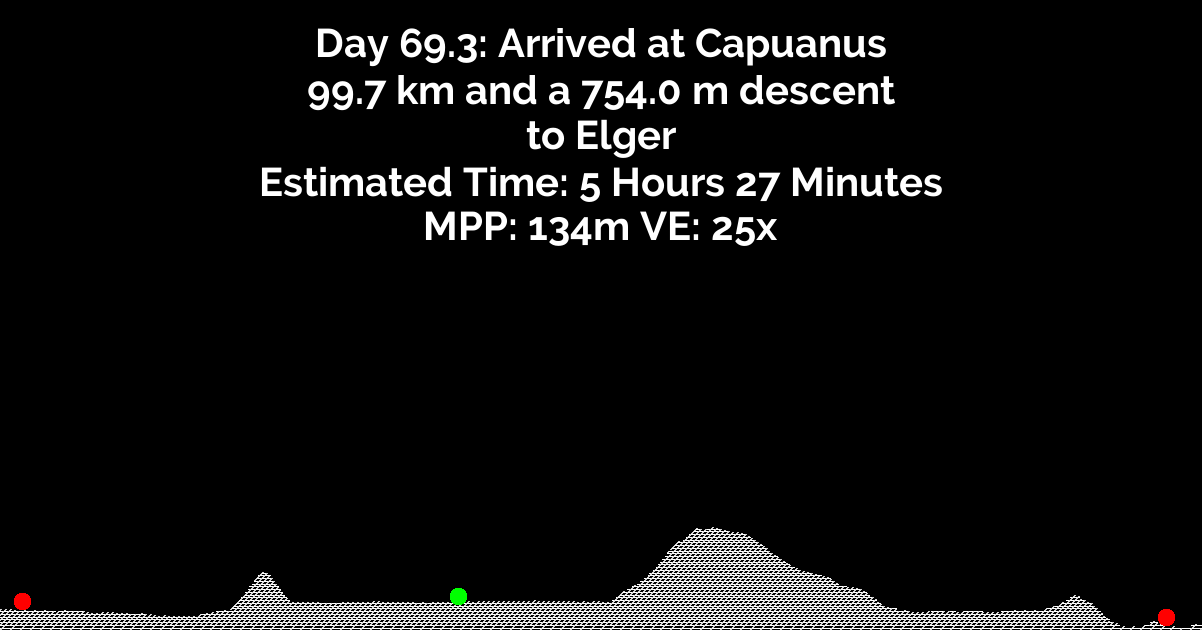 Day 69.3: Arrived at Capuanus
99.7 km and a 754.0 m descent
to Elger
Estimated Time: 5 Hours 27 Minutes
MPP: 134m VE: 25x